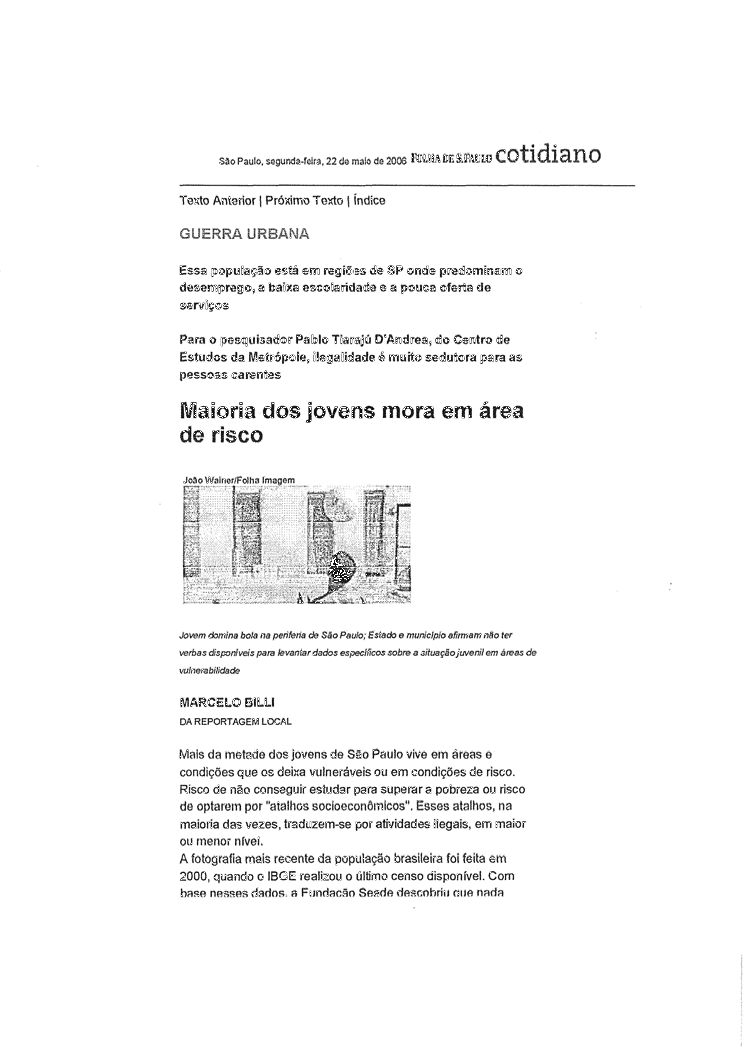 São Paulo, segunda-feira, 22 de maio de 2006 FOLHA DE S.PAULO cotidiano
Texto Anterior | Próximo Texto | Índice
GUERRA URBANA
Essa população está em regiões de SP onde predominam o
desemprego, a baixa escolaridade e a pouca oferta de
serviços
Para o pesquisador Pablo Tiarajú D'Andrea, do Centro de
Estudos da Metrópole, ilegalidade é muito sedutora para as
pessoas carentes
Maioria dos jovens mora em área
de risco
João Wainer/Folha Imagem
Jovem domina bola na periferia de São Paulo; Estado e município afirmam não ter
verbas disponíveis para levantar dados específicos sobre a situação juvenil em áreas de
vulnerabilidade
MARCELO BILLI
DA REPORTAGEM LOCAL
Mais da metade dos jovens de São Paulo vive em áreas e
condições que os deixa vulneráveis ou em condições de risco.
Risco de não conseguir estudar para superar a pobreza ou risco
de optarem por "atalhos socioeconômicos". Esses atalhos, na
maioria das vezes, traduzem-se por atividades ilegais, em maior
ou menor nível.
A fotografia mais recente da população brasileira foi feita em
2000, quando o IBGE realizou o último censo disponível. Com
base nesses dados, a Fundação Seade descobriu que nada